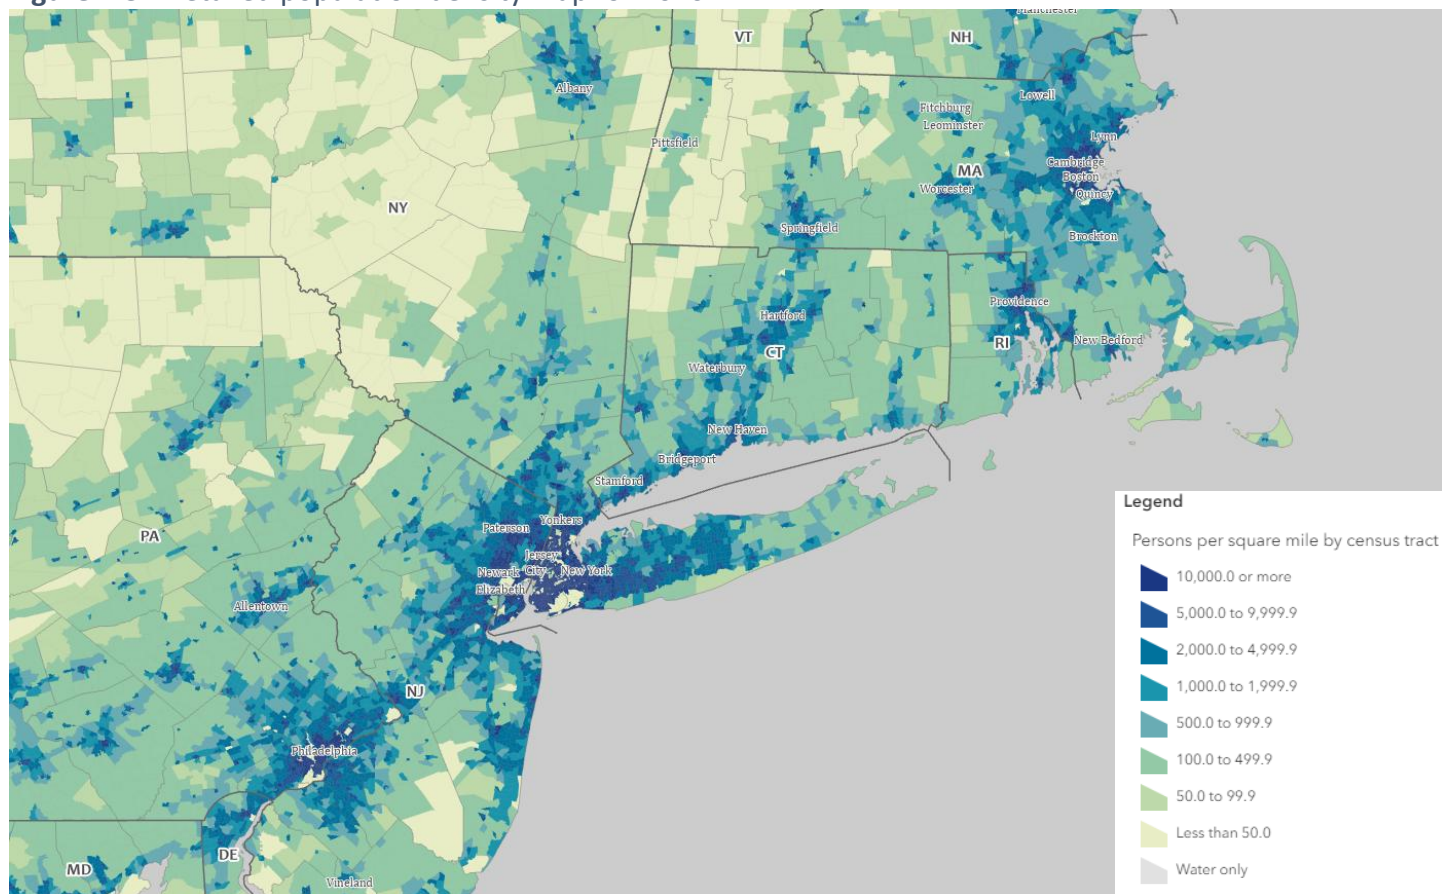 Manchester
VT
NH
Albany
Lowell
Fitchburg
Leominster
Lynn
Pittsfield
Cambridge
MA
Boston
Worcester
Quincy
NY
Springfield
Brockton
Providence
Hartford
RI
New Bedford
CT
Waterbury
New Haven
Bridgeport
Stamford
Legend
Yonkers
Paterson
PA
Persons per square mile by census tract
Jersey
City
Newark
New York
10,000.0 or more
Elizabeth
Allentown
5,000.0 to 9,999.9
2,000.0 to 4,999.9
NJ
1,000.0 to 1,999.9
500.0 to 999.9
Philadelphia
100.0 to 499.9
50.0 to 99.9
Less than 50.0
DE
MD
Water only
Vineland